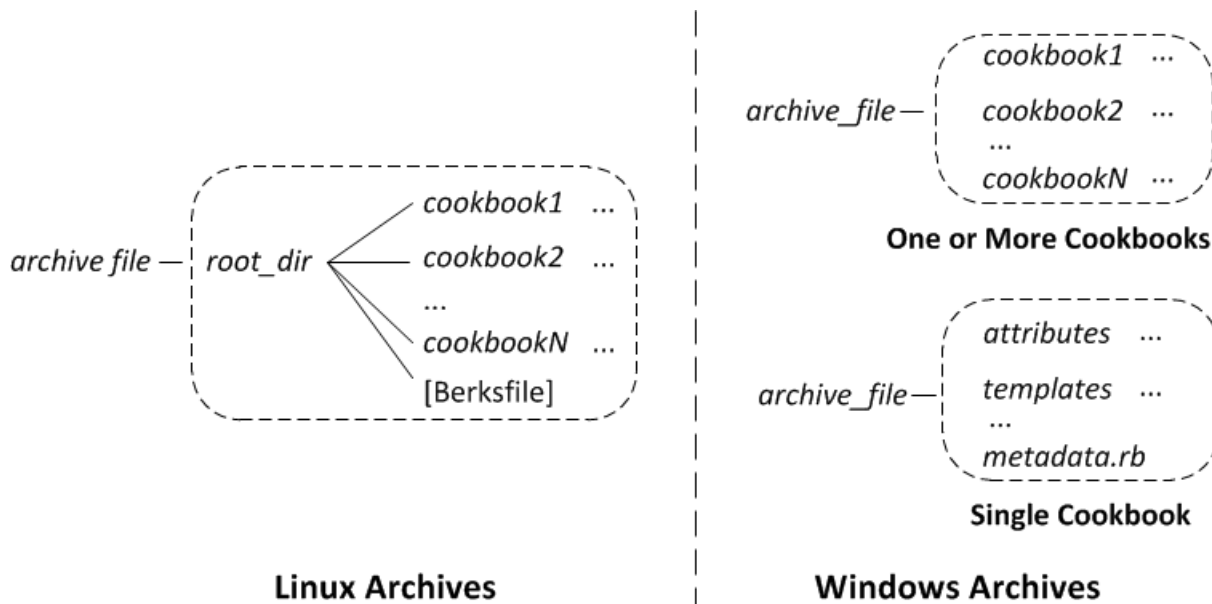 archive file
root_dir
cookbook1 ...
cookbook2 ...
...
cookbookN ...
[Berksfile]
Linux Archives
archive_file
cookbook1 ...
cookbook2 ...
...
cookbookN ...
One or More Cookbooks
archive_file
attributes ...
templates ...
...
metadata.rb
Single Cookbook
Windows Archives